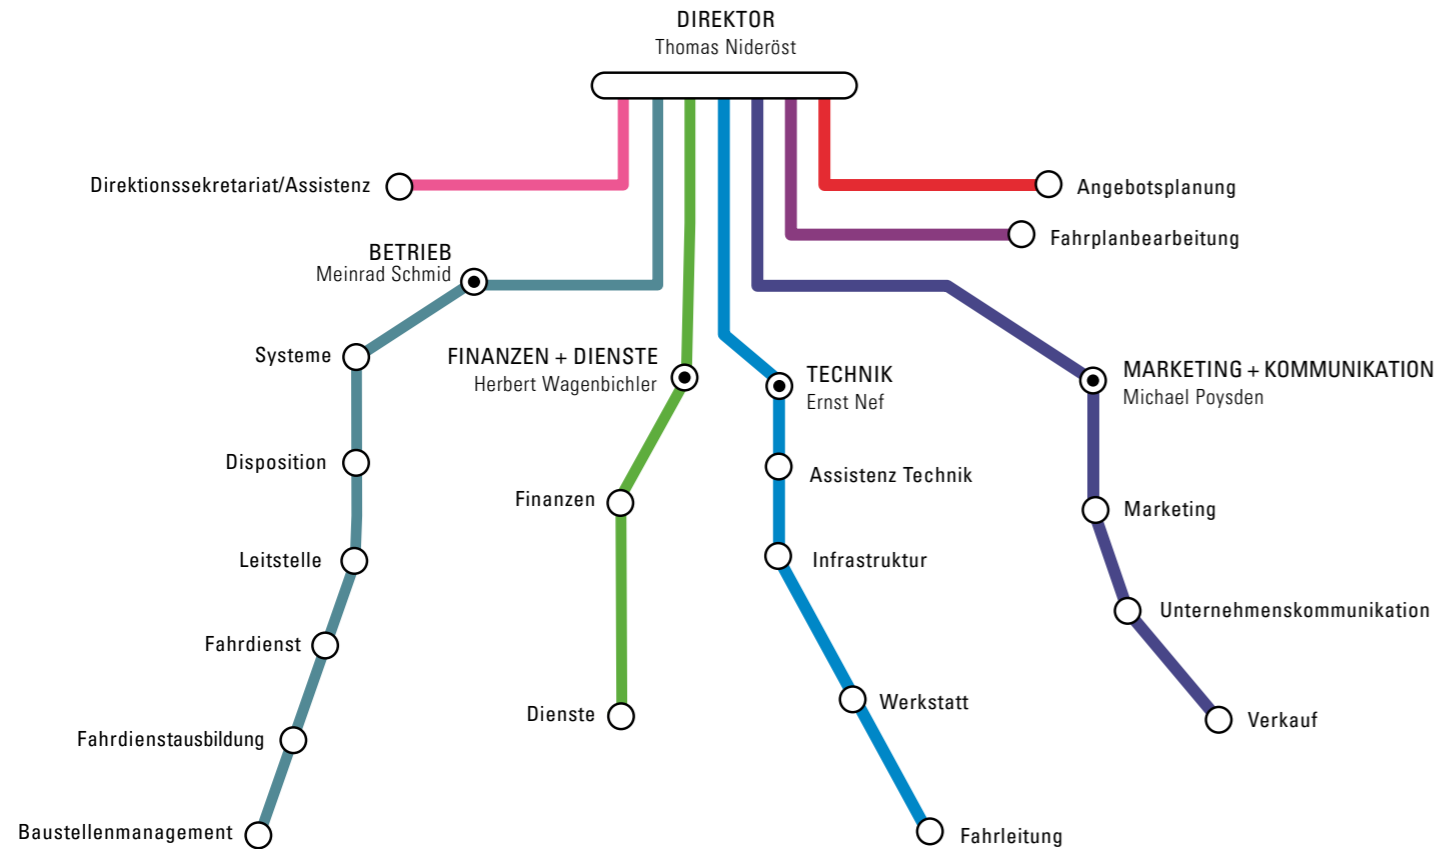 DIREKTOR
Thomas Nideröst
Direktionssekretariat/Assistenz
Angebotsplanung
Fahrplanbearbeitung
BETRIEB
Meinrad Schmid
Systeme
Disposition
Leitstelle
Fahrdienst
Fahrdienstausbildung
Baustellenmanagement
FINANZEN + DIENSTE
Herbert Wagenbichler
Finanzen
Dienste
TECHNIK
Ernst Nef
Assistenz Technik
Infrastruktur
Werkstatt
Fahrleitung
MARKETING + KOMMUNIKATION
Michael Poysden
Marketing
Unternehmenskommunikation
Verkauf